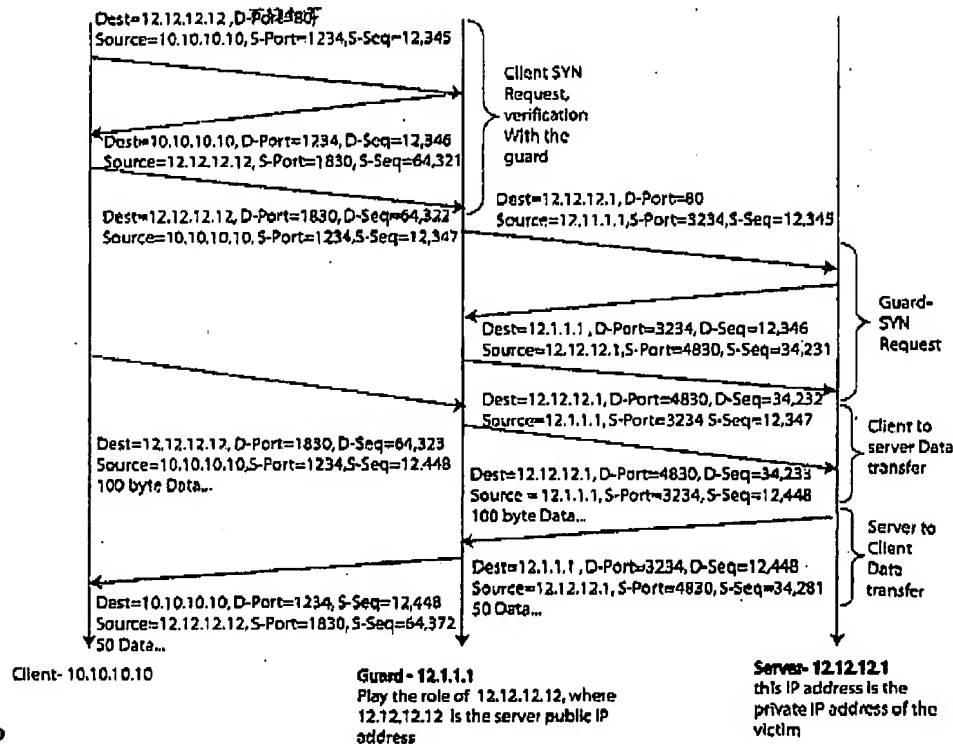 Dest=12.12.12.12, D-Port=80,
Source=10.10.10.10, S-Port=1234,S-Seq=12,345
Client SYN
Request,
verification
With the
guard
Dest=10.10.10.10, D-Port=1234, D-Seq=12,346
Source=12.12.12.12, S-Port=1830, S-Seq=64,321
Dest=12.12.12.1, D-Port=80
Source=12.11.1.1, S-Port=3234, S-Seq=12,345
Dest=12.12.12.12, D-Port=1830, D-Seq=64,322
Source=10.10.10.10, S-Port=1234,S-Seq=12,347
Guard-
SYN
Request
Dest=12.1.1.1, D-Port=3234, D-Seq=12,346
Source=12.12.12.1,S-Port=4830, S-Seq=34,231
Dest=12.12.12.1, D-Port=4830, D-Seq=34,232
Source=12.1.1.1, S-Port=3234 S-Seq=12,347
Client to
server Data
transfer
Dest=12.12.12.12, D-Port=1830, D-Seq=64,323
Source=10.10.10.10,S-Port=1234,S-Seq=12,448
100 byte Data...
Dest=12.12.12.1, D-Port=4830, D-Seq=34,233
Source = 12.1.1.1, S-Port=3234, S-Seq=12,448
100 byte Data...
Server to
Client
Data
transfer
Dest=12.1.1.1, D-Port=3234, D-Seq=12,448
Source=12.12.12.1, S-Port=4830, S-Seq=34,281
50 Data...
Dest=10.10.10.10, D-Port=1234, S-Seq=12,448
Source=12.12.12.12, S-Port=1830, S-Seq=64,372
50 Data...
Client- 10.10.10.10
Guard - 12.1.1.1
Play the role of 12.12.12.12, where
12.12.12.12 is the server public IP
address
Server- 12.12.12.1
this IP address is the
private IP address of the
victim